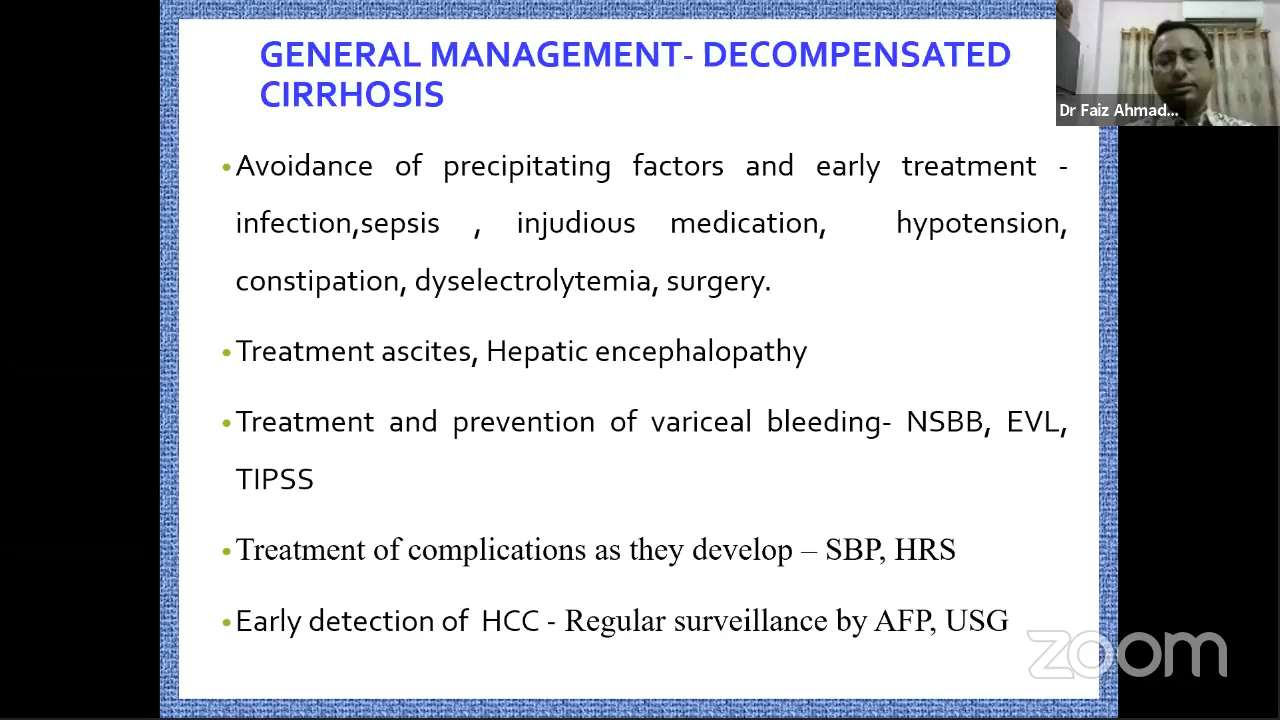 GENERAL MANAGEMENT- DECOMPENSATED
CIRRHOSIS
Dr Faiz Ahmad...
•Avoidance of precipitating factors and early treatment -
infection,sepsis , injudious medication, hypotension,
constipation, dyselectrolytemia, surgery.
•Treatment ascites, Hepatic encephalopathy
•Treatment and prevention of variceal bleeding- NSBB, EVL,
TIPSS
•Treatment of complications as they develop – SBP, HRS
•Early detection of HCC - Regular surveillance by AFP, USG
zoom